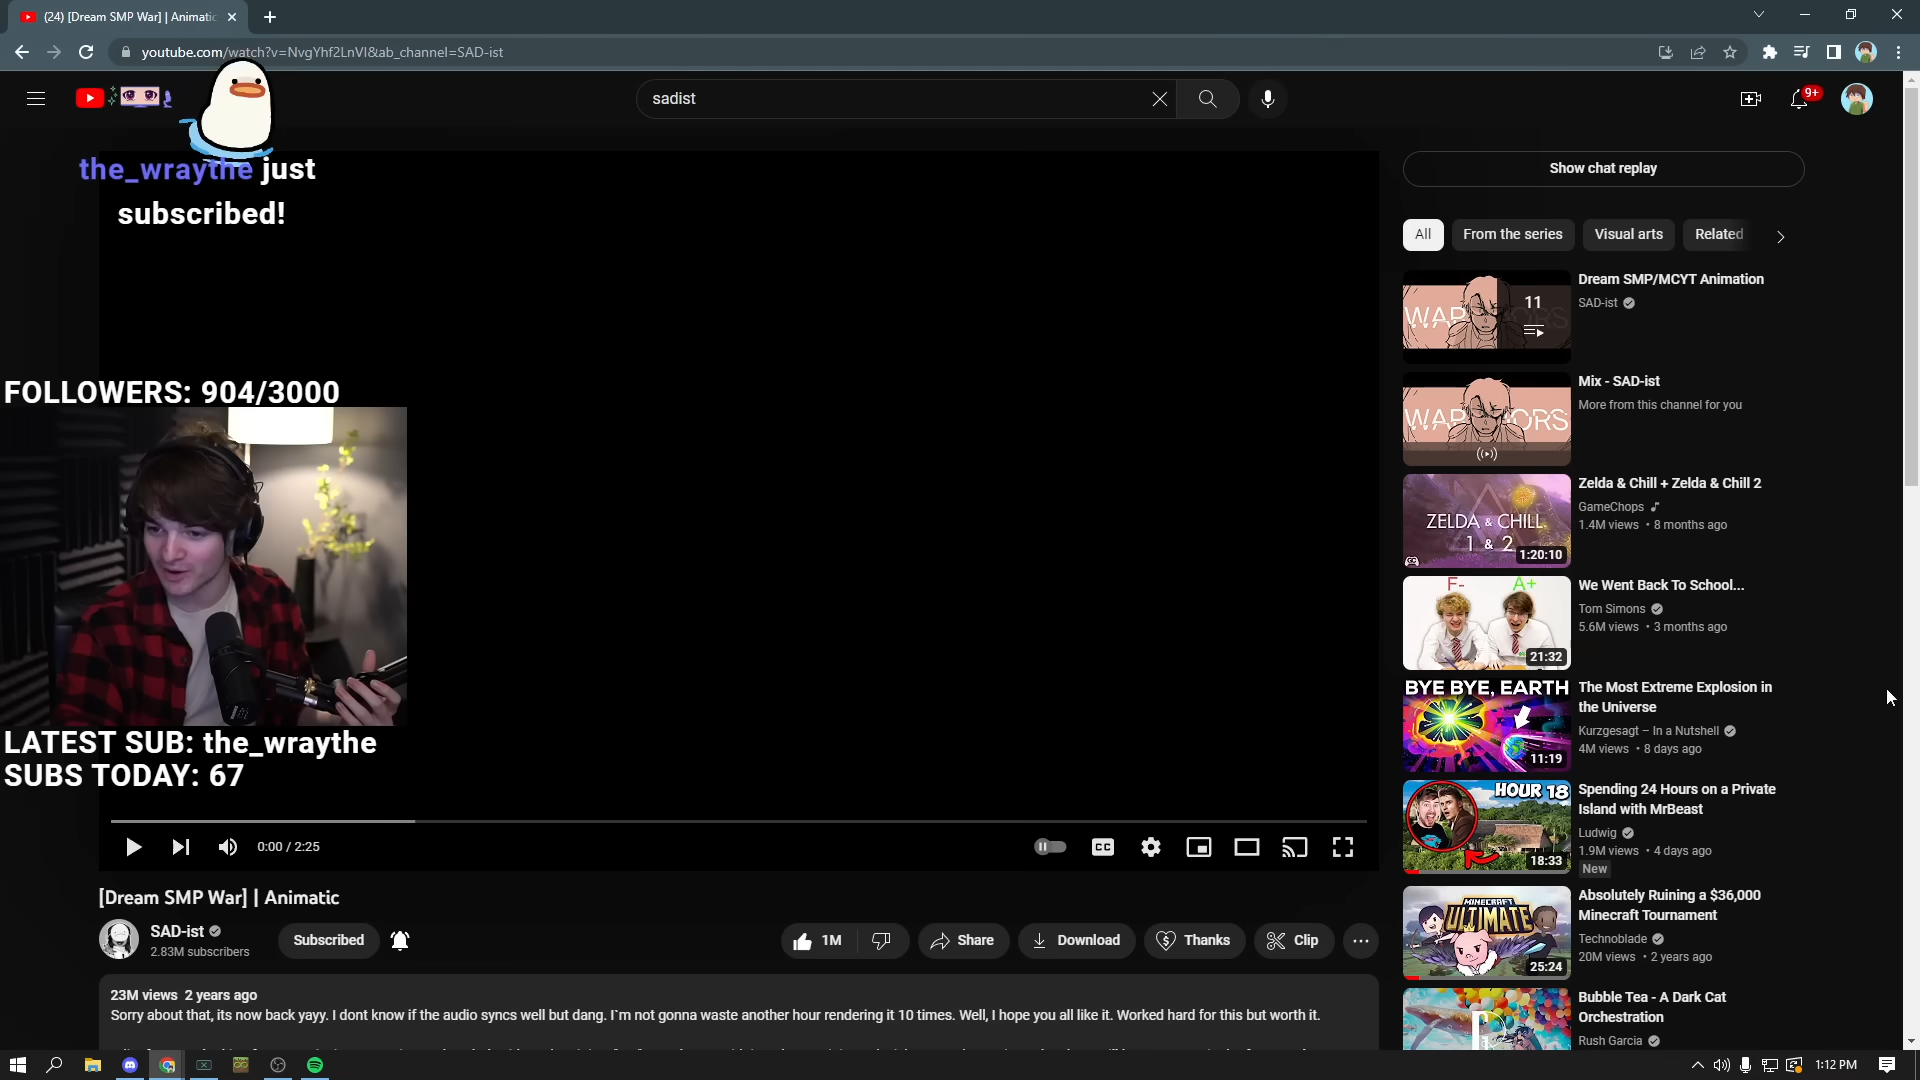 (24) [Dream SMP War] | Animatic
youtube.com/watch?v=NvgYhf2LnVI&ab_channel=SAD-ist
sadist
9+
the_wraythe just
subscribed!
FOLLOWERS: 904/3000
LATEST SUB: the_wraythe
SUBS TODAY: 67
0:00 / 2:25
CC
[Dream SMP War] | Animatic
SAD-ist
2.83M subscribers
Subscribed
1M
Share
Download
Thanks
Clip
23M views 2 years ago
Sorry about that, its now back yayy. I dont know if the audio syncs well but dang. I`m not gonna waste another hour rendering it 10 times. Well, I hope you all like it. Worked hard for this but worth it.
Show chat replay
All
From the series
Visual arts
Related
WARRIORS
11
Dream SMP/MCYT Animation
SAD-ist
WARRIORS
Mix - SAD-ist
More from this channel for you
ZELDA & CHILL
1 & 2
1:20:10
Zelda & Chill + Zelda & Chill 2
GameChops
1.4M views • 8 months ago
F-
A+
21:32
We Went Back To School...
Tom Simons
5.6M views • 3 months ago
BYE BYE, EARTH
11:19
The Most Extreme Explosion in
the Universe
Kurzgesagt – In a Nutshell
4M views • 8 days ago
HOUR 18
18:33
Spending 24 Hours on a Private
Island with MrBeast
Ludwig
1.9M views • 4 days ago
New
MINECRAFT
ULTIMATE
25:24
Absolutely Ruining a $36,000
Minecraft Tournament
Technoblade
20M views • 2 years ago
Bubble Tea - A Dark Cat
Orchestration
Rush Garcia
1:12 PM